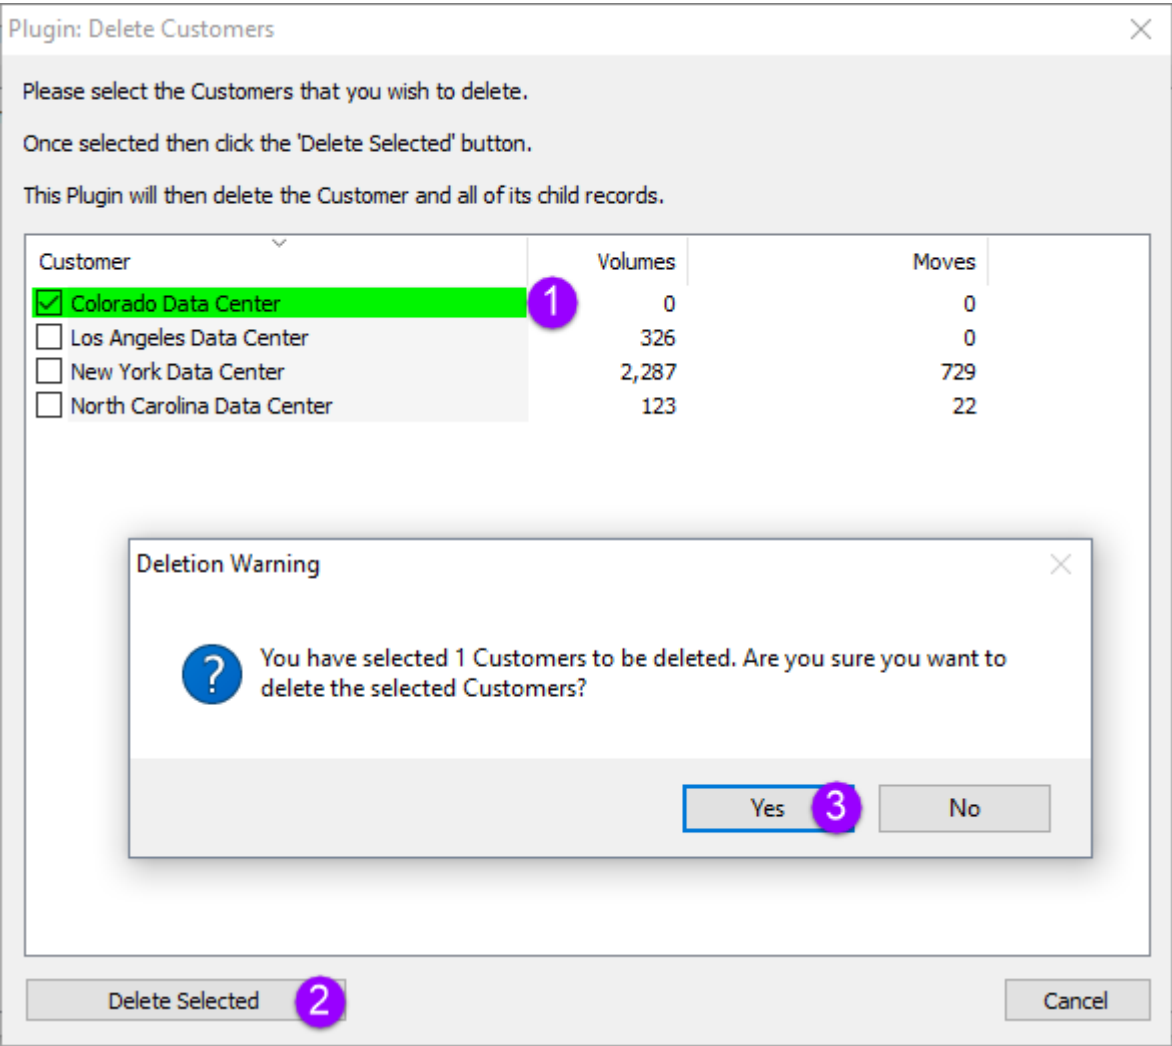 Plugin: Delete Customers
Please select the Customers that you wish to delete.
Once selected then click the 'Delete Selected' button.
This Plugin will then delete the Customer and all of its child records.
Customer Volumes Moves
Colorado Data Center 1 0 0
Los Angeles Data Center 326 0
New York Data Center 2,287 729
North Carolina Data Center 123 22
Deletion Warning
? You have selected 1 Customers to be deleted. Are you sure you want to
delete the selected Customers?
Yes 3 No
Delete Selected 2 Cancel